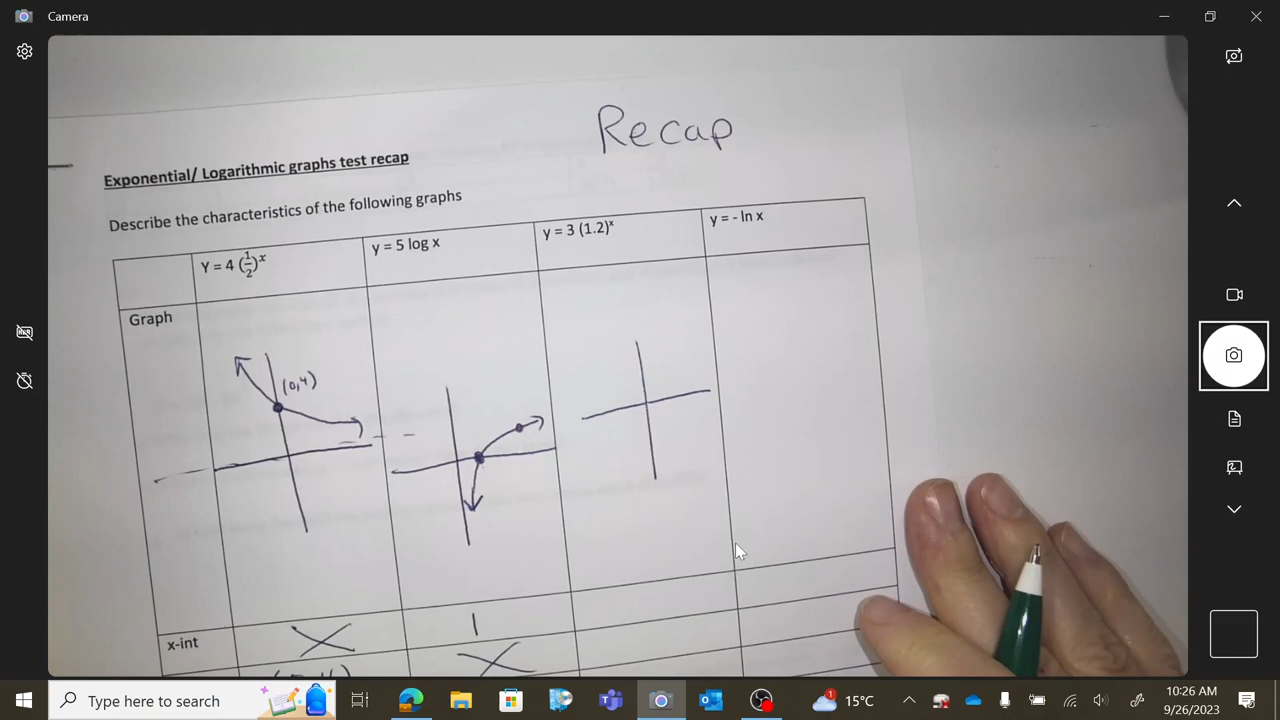 Camera
Recap
Exponential/ Logarithmic graphs test recap
Describe the characteristics of the following graphs
Y = 4 (1/2)ˣ
y = 5 log x
y = 3 (1.2)ˣ
y = - ln x
Graph
(0,4)
x-int
1
Type here to search
1
15°C
10:26 AM
9/26/2023